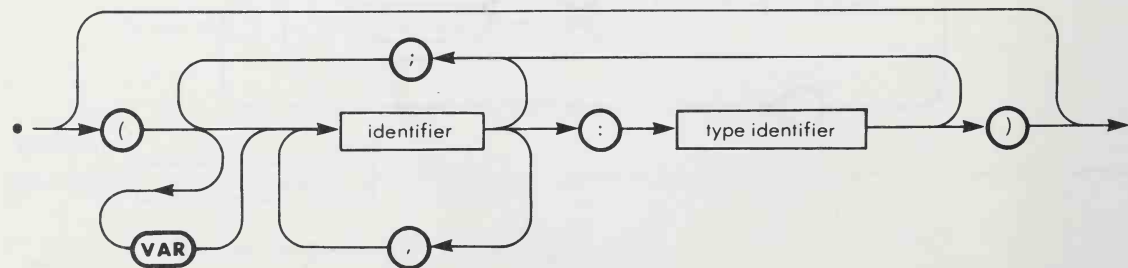 ;
( identifier : type identifier )
VAR ,